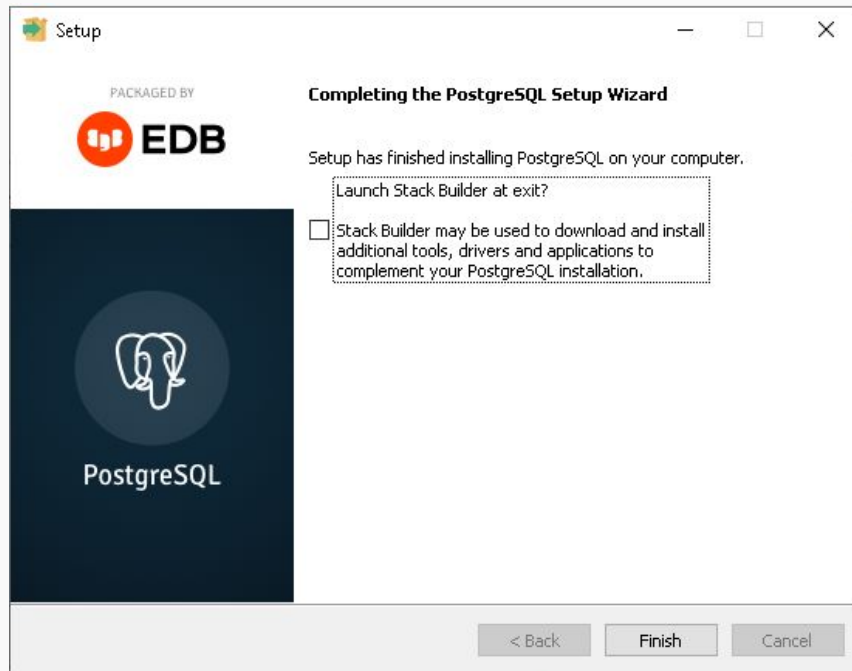 Setup
PACKAGED BY
EDB
Completing the PostgreSQL Setup Wizard
Setup has finished installing PostgreSQL on your computer.
Launch Stack Builder at exit?
Stack Builder may be used to download and install
additional tools, drivers and applications to
complement your PostgreSQL installation.
PostgreSQL
< Back
Finish
Cancel